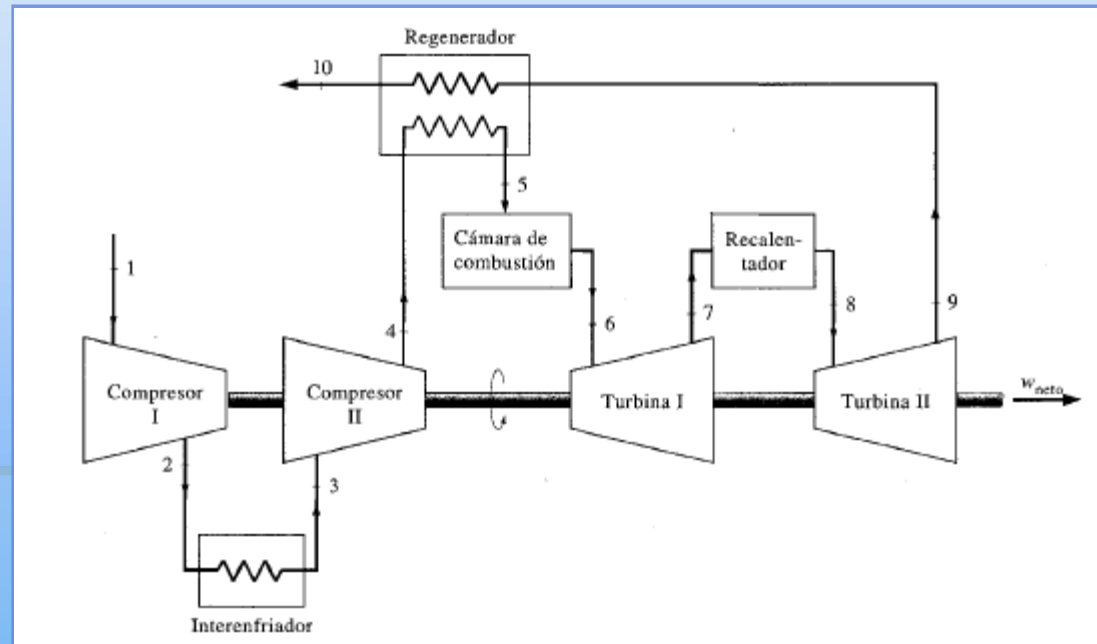 Regenerador
10
5
Cámara de
combustión
Recalen-
tador
1
4
6
7
8
9
Compresor
I
Compresor
II
Turbina I
Turbina II
w_neto
2
3
Interenfriador